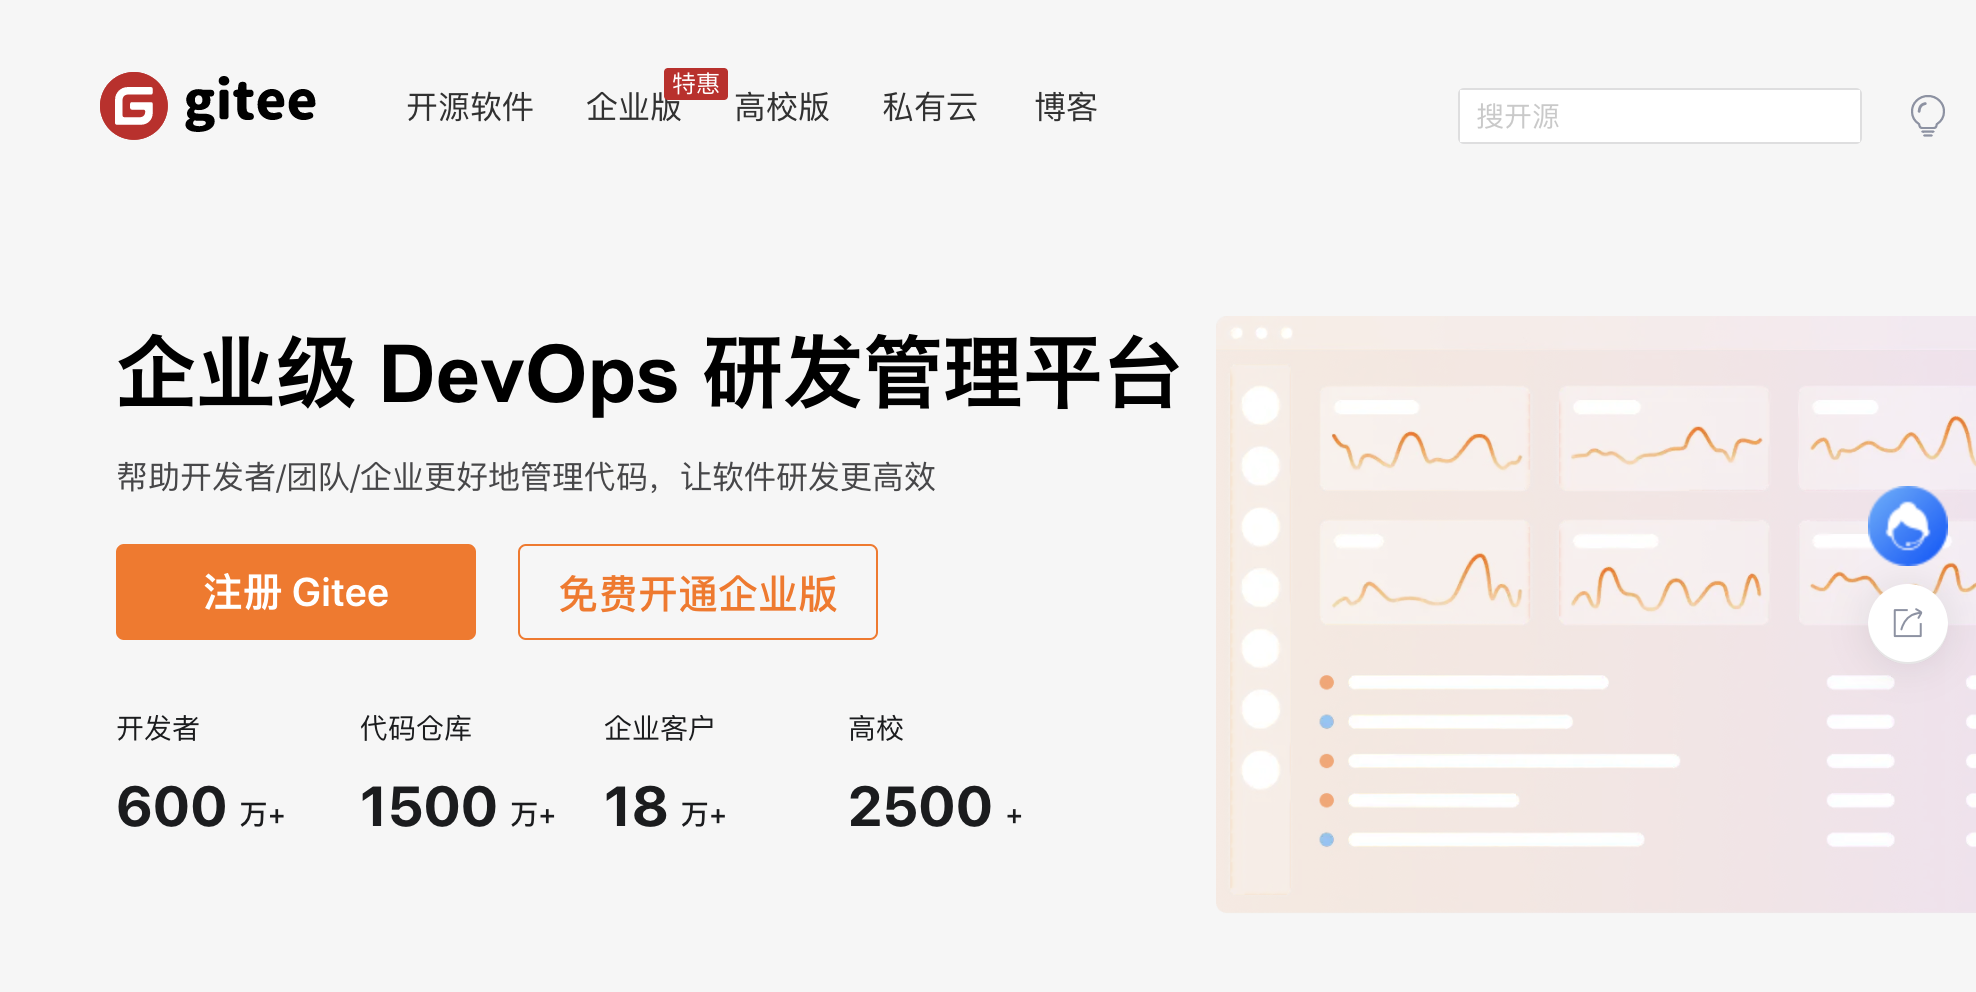 gitee
开源软件 企业版 特惠 高校版 私有云 博客
搜开源
企业级 DevOps 研发管理平台
帮助开发者/团队/企业更好地管理代码，让软件研发更高效
注册 Gitee 免费开通企业版
开发者 代码仓库 企业客户 高校
600 万+ 1500 万+ 18 万+ 2500 +